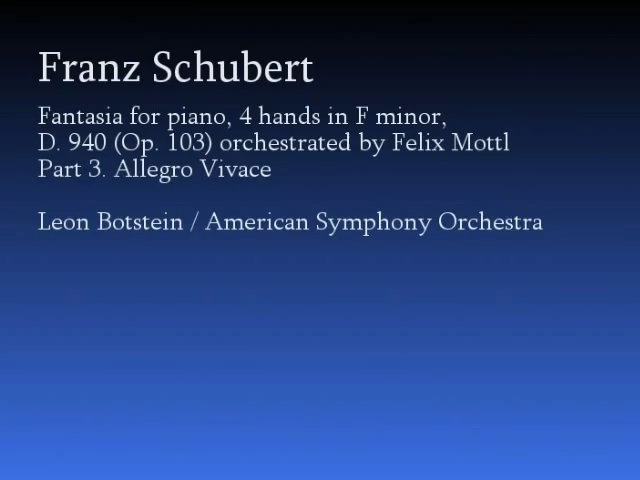 Franz Schubert
Fantasia for piano, 4 hands in F minor,
D. 940 (Op. 103) orchestrated by Felix Mottl
Part 3. Allegro Vivace
Leon Botstein / American Symphony Orchestra